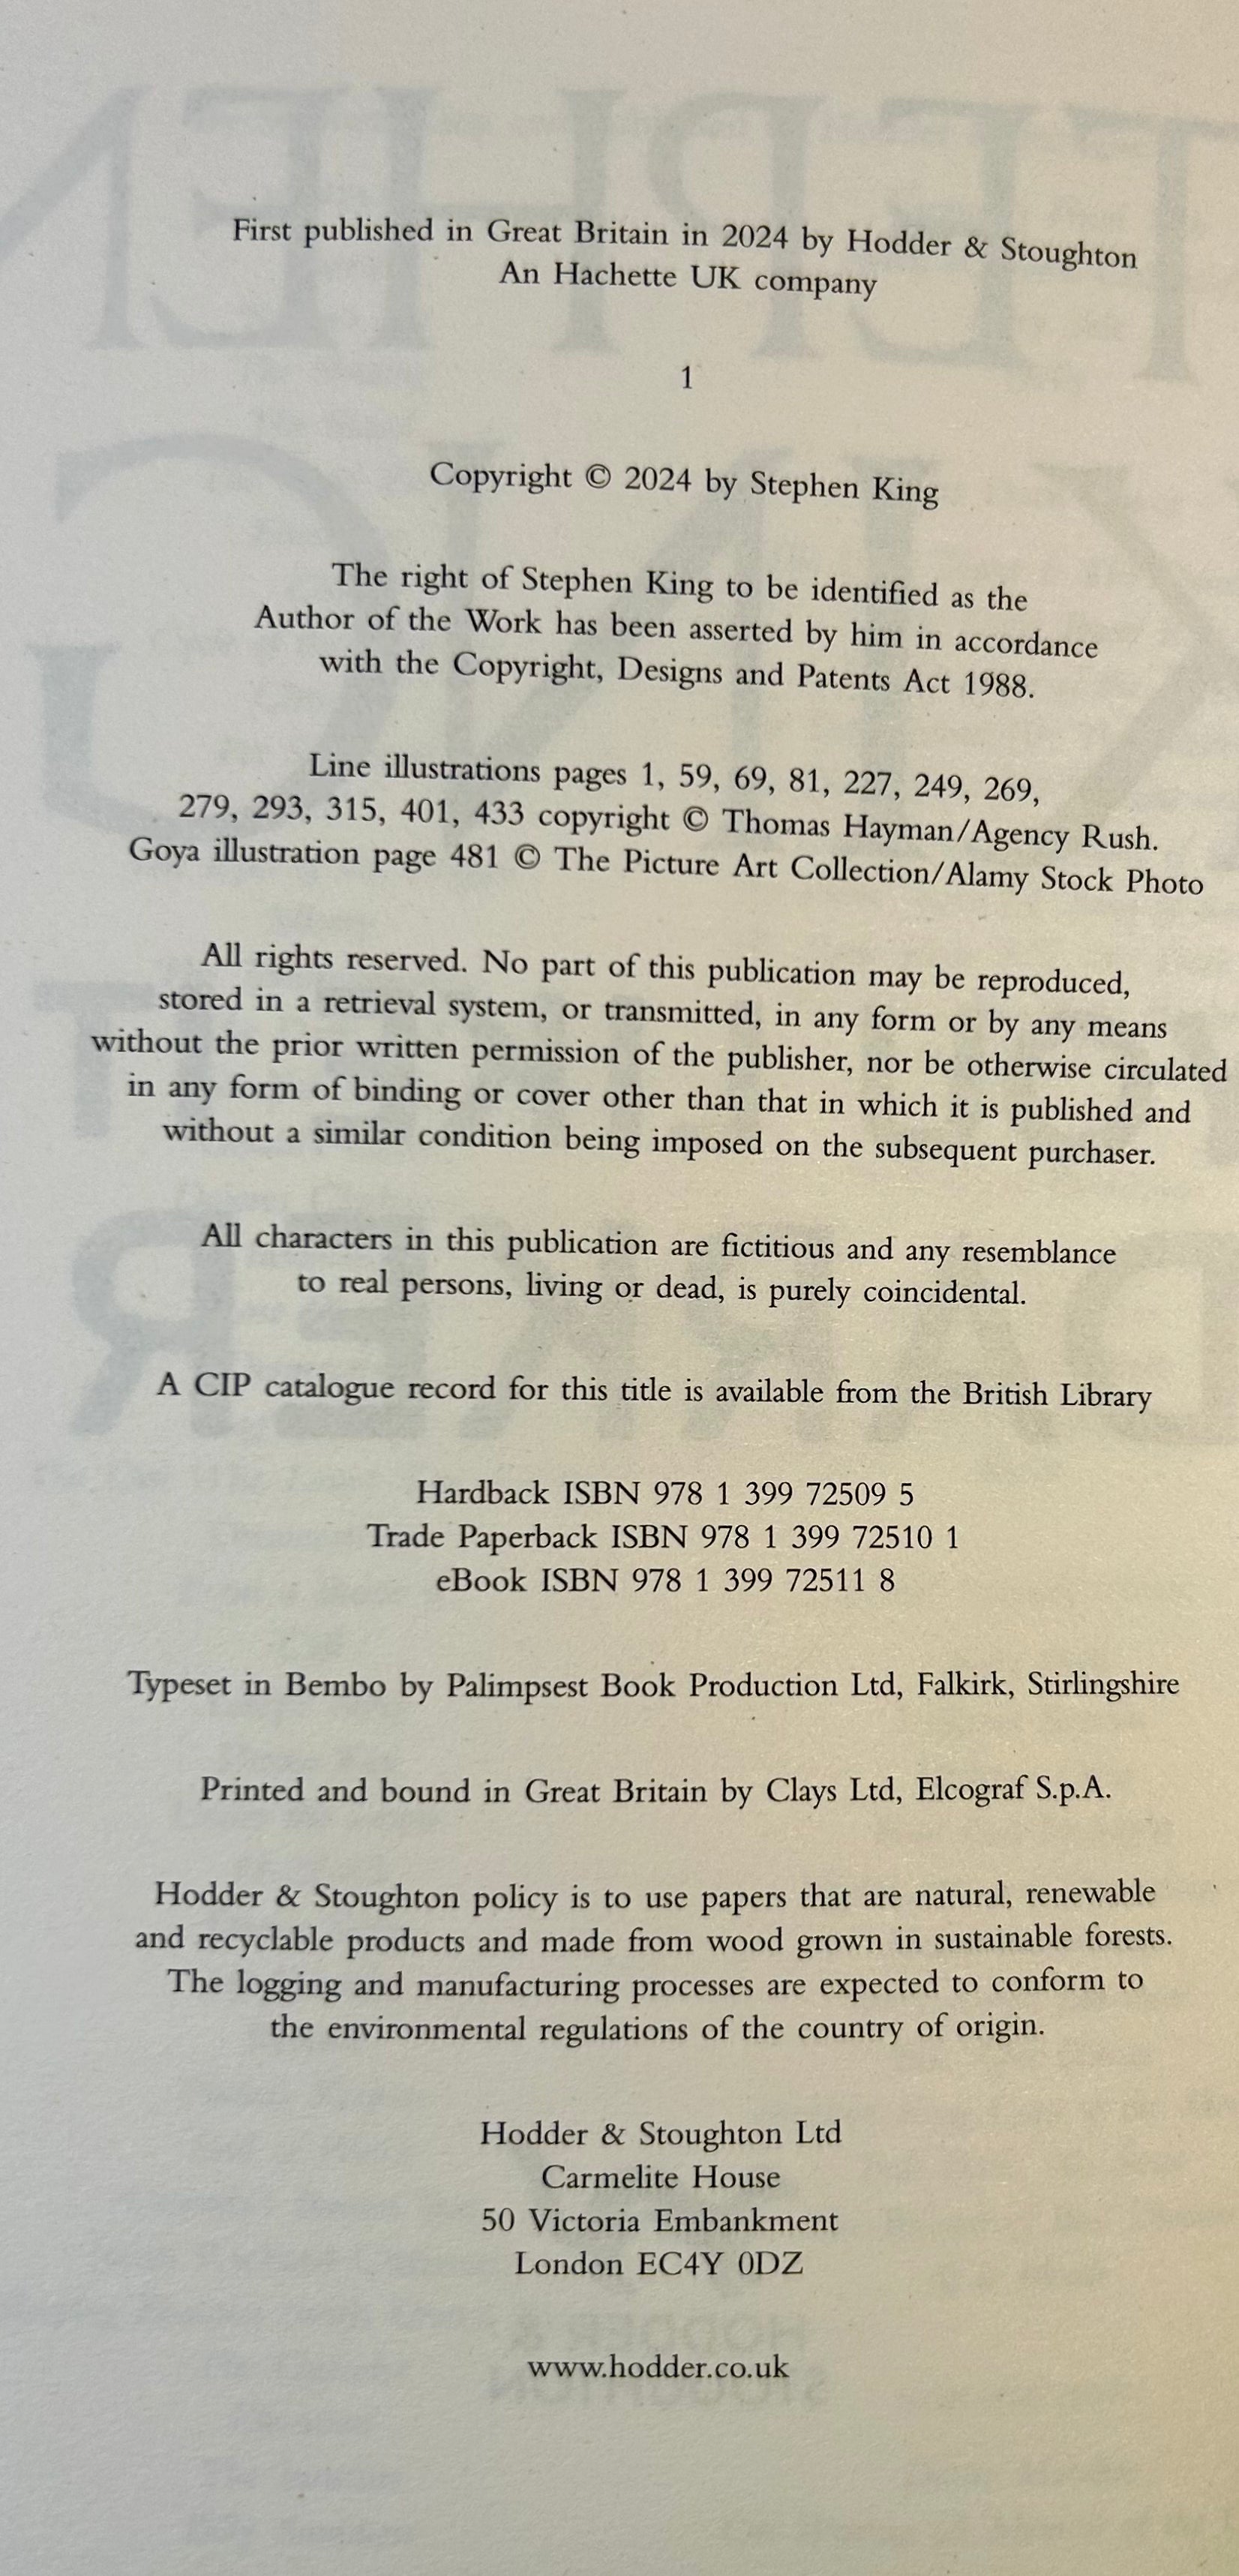 First published in Great Britain in 2024 by Hodder & Stoughton
An Hachette UK company
1
Copyright © 2024 by Stephen King
The right of Stephen King to be identified as the
Author of the Work has been asserted by him in accordance
with the Copyright, Designs and Patents Act 1988.
Line illustrations pages 1, 59, 69, 81, 227, 249, 269,
279, 293, 315, 401, 433 copyright © Thomas Hayman/Agency Rush.
Goya illustration page 481 © The Picture Art Collection/Alamy Stock Photo
All rights reserved. No part of this publication may be reproduced,
stored in a retrieval system, or transmitted, in any form or by any means
without the prior written permission of the publisher, nor be otherwise circulated
in any form of binding or cover other than that in which it is published and
without a similar condition being imposed on the subsequent purchaser.
All characters in this publication are fictitious and any resemblance
to real persons, living or dead, is purely coincidental.
A CIP catalogue record for this title is available from the British Library
Hardback ISBN 978 1 399 72509 5
Trade Paperback ISBN 978 1 399 72510 1
eBook ISBN 978 1 399 72511 8
Typeset in Bembo by Palimpsest Book Production Ltd, Falkirk, Stirlingshire
Printed and bound in Great Britain by Clays Ltd, Elcograf S.p.A.
Hodder & Stoughton policy is to use papers that are natural, renewable
and recyclable products and made from wood grown in sustainable forests.
The logging and manufacturing processes are expected to conform to
the environmental regulations of the country of origin.
Hodder & Stoughton Ltd
Carmelite House
50 Victoria Embankment
London EC4Y 0DZ
www.hodder.co.uk